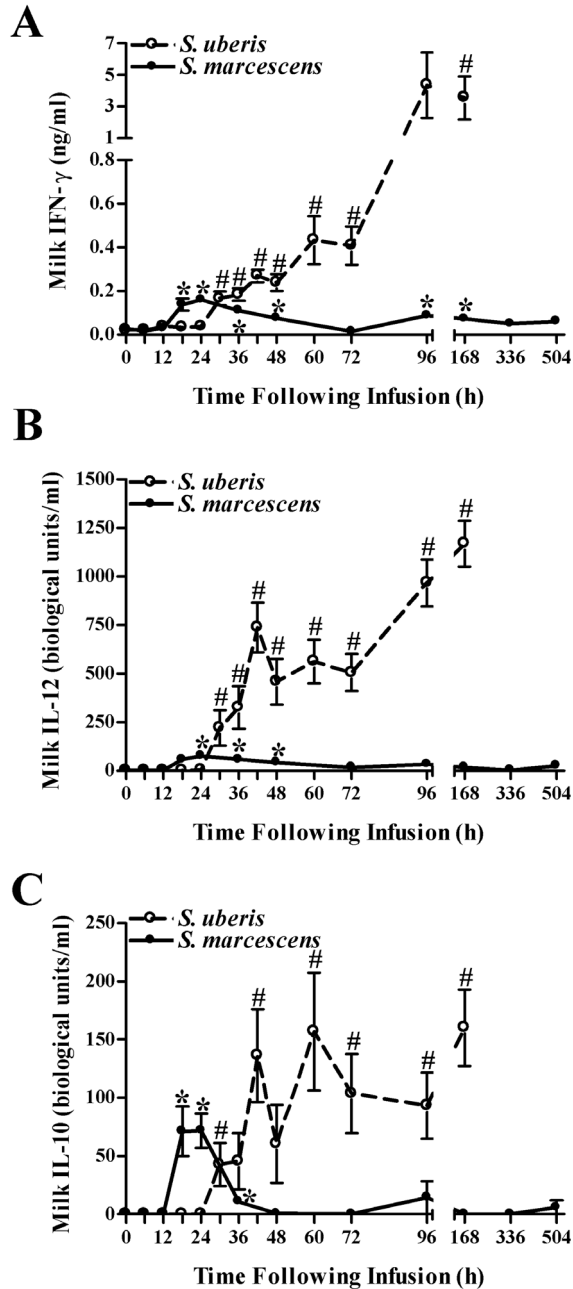 A
S. uberis
S. marcescens
Milk IFN-γ (ng/ml)
7
5
3
1
0.8
0.6
0.4
0.2
0.0
# # # # # # #
* * * * * *
0 12 24 36 48 60 72 96 168 336 504
Time Following Infusion (h)
B
S. uberis
S. marcescens
Milk IL-12 (biological units/ml)
1500
1250
1000
750
500
250
0
# # # # # # # #
* * *
0 12 24 36 48 60 72 96 168 336 504
Time Following Infusion (h)
C
S. uberis
S. marcescens
Milk IL-10 (biological units/ml)
250
200
150
100
50
0
# # # # # #
* * *
0 12 24 36 48 60 72 96 168 336 504
Time Following Infusion (h)